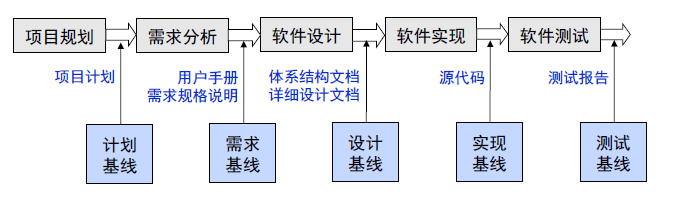 项目规划
需求分析
软件设计
软件实现
软件测试
项目计划
用户手册
需求规格说明
体系结构文档
详细设计文档
源代码
测试报告
计划
基线
需求
基线
设计
基线
实现
基线
测试
基线